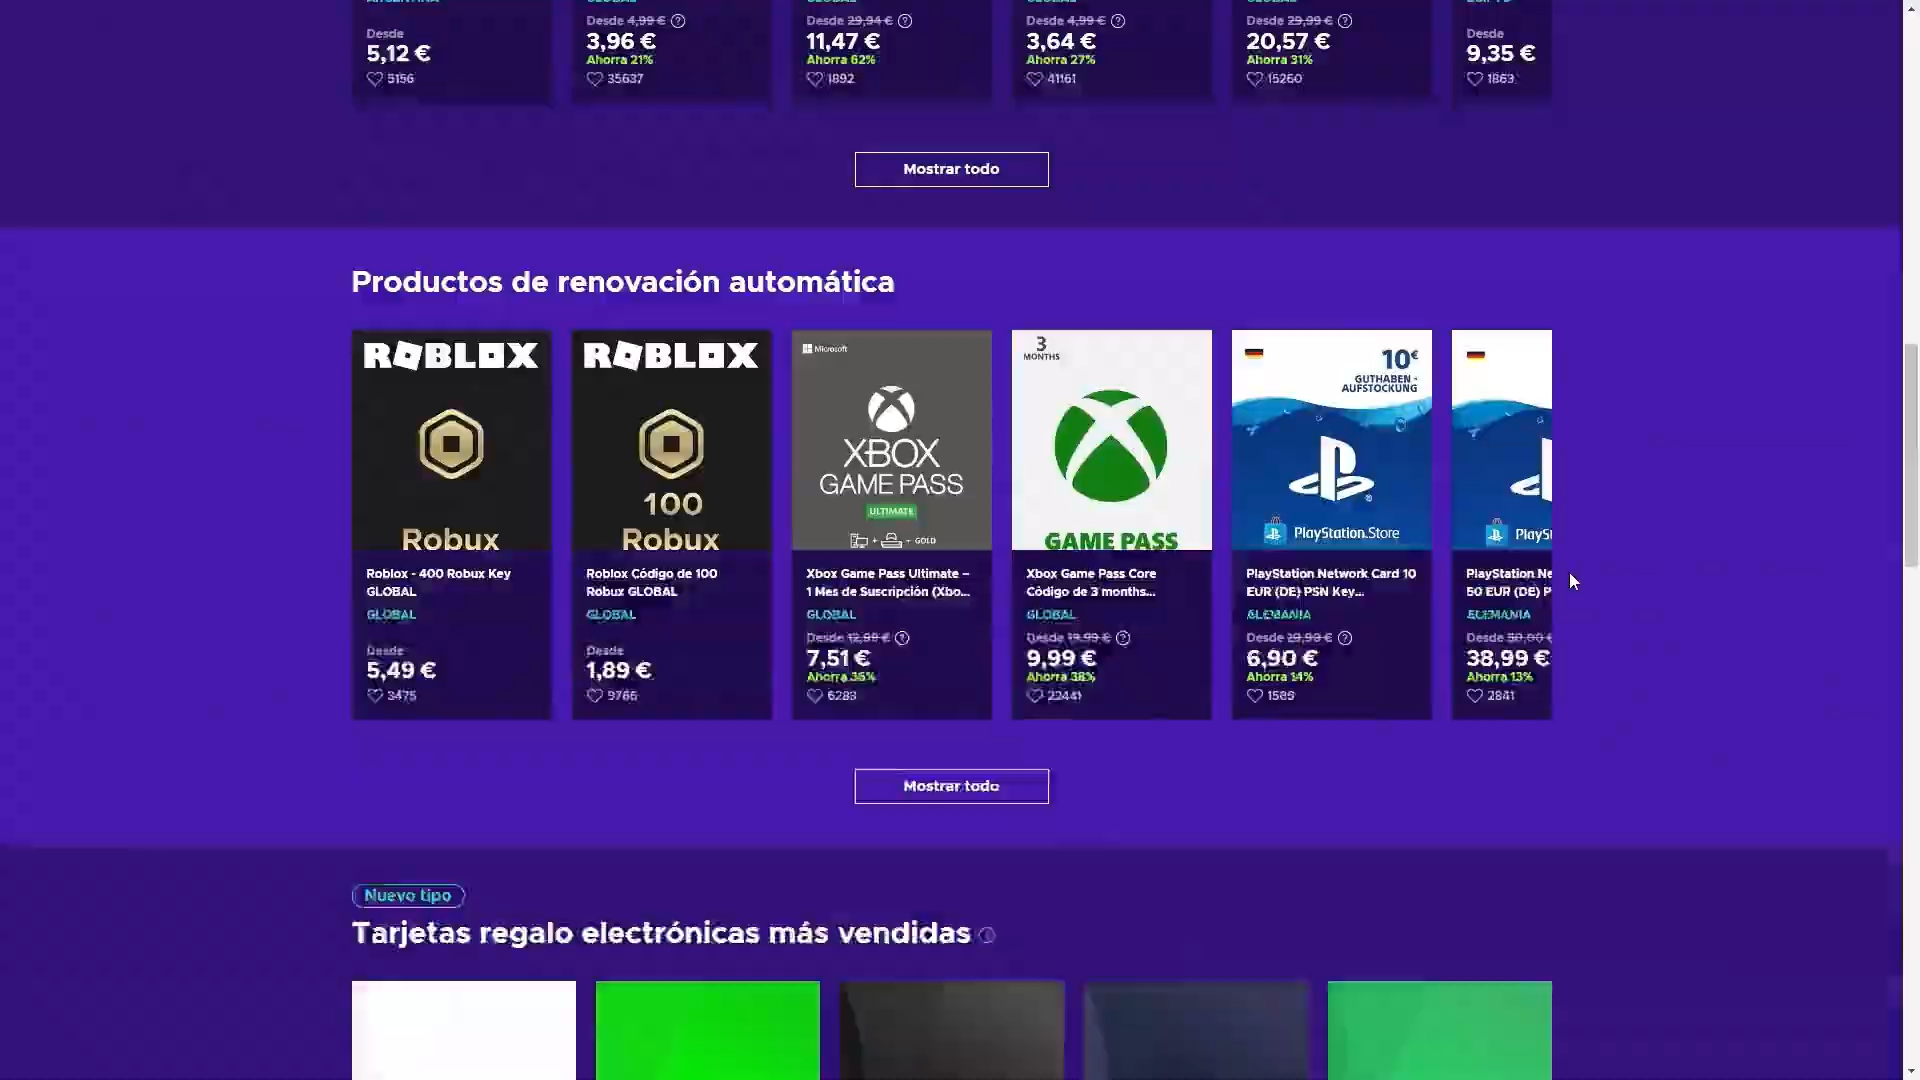 Desde
5,12 €
5156
Desde 4,99 €
3,96 €
Ahorra 21%
35637
Desde 29,94 €
11,47 €
Ahorra 62%
1892
Desde 4,99 €
3,64 €
Ahorra 27%
41161
Desde 29,99 €
20,57 €
Ahorra 31%
15260
Desde
9,35 €
1863
Mostrar todo
Productos de renovación automática
ROBLOX
Robux
Roblox - 400 Robux Key
GLOBAL
GLOBAL
Desde
5,49 €
3475
ROBLOX
100
Robux
Roblox Código de 100
Robux GLOBAL
GLOBAL
Desde
1,89 €
9766
Microsoft
XBOX
GAME PASS
ULTIMATE
+ + GOLD
Xbox Game Pass Ultimate –
1 Mes de Suscripción (Xbo...
GLOBAL
Desde 12,99 €
7,51 €
Ahorra 35%
6283
3
MONTHS
GAME PASS
Xbox Game Pass Core
Código de 3 months...
GLOBAL
Desde 19,99 €
9,99 €
Ahorra 38%
22441
10€
GUTHABEN -
AUFSTOCKUNG
PlayStation.Store
PlayStation Network Card 10
EUR (DE) PSN Key...
ALEMANIA
Desde 29,99 €
6,90 €
Ahorra 14%
1585
PlayS
PlayStation Ne
50 EUR (DE) P
ALEMANIA
Desde 50,00 €
38,99 €
Ahorra 13%
2841
Mostrar todo
Nuevo tipo
Tarjetas regalo electrónicas más vendidas